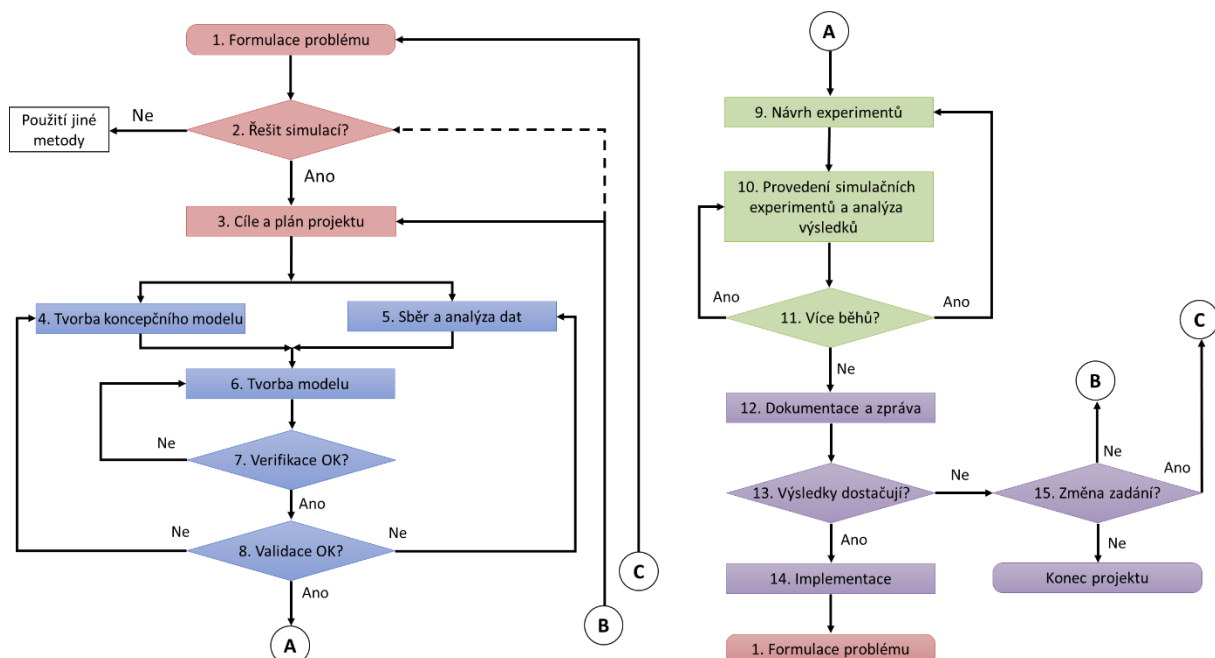 1. Formulace problému
Ne
Použití jiné
metody
2. Řešit simulací?
Ano
3. Cíle a plán projektu
4. Tvorba koncepčního modelu
5. Sběr a analýza dat
6. Tvorba modelu
Ne
7. Verifikace OK?
Ano
Ne
8. Validace OK?
Ne
Ano
A
B
C
A
9. Návrh experimentů
10. Provedení simulačních
experimentů a analýza
výsledků
Ano
11. Více běhů?
Ano
Ne
12. Dokumentace a zpráva
13. Výsledky dostačují?
Ne
Ano
14. Implementace
1. Formulace problému
B
C
Ne
Ano
15. Změna zadání?
Ne
Konec projektu